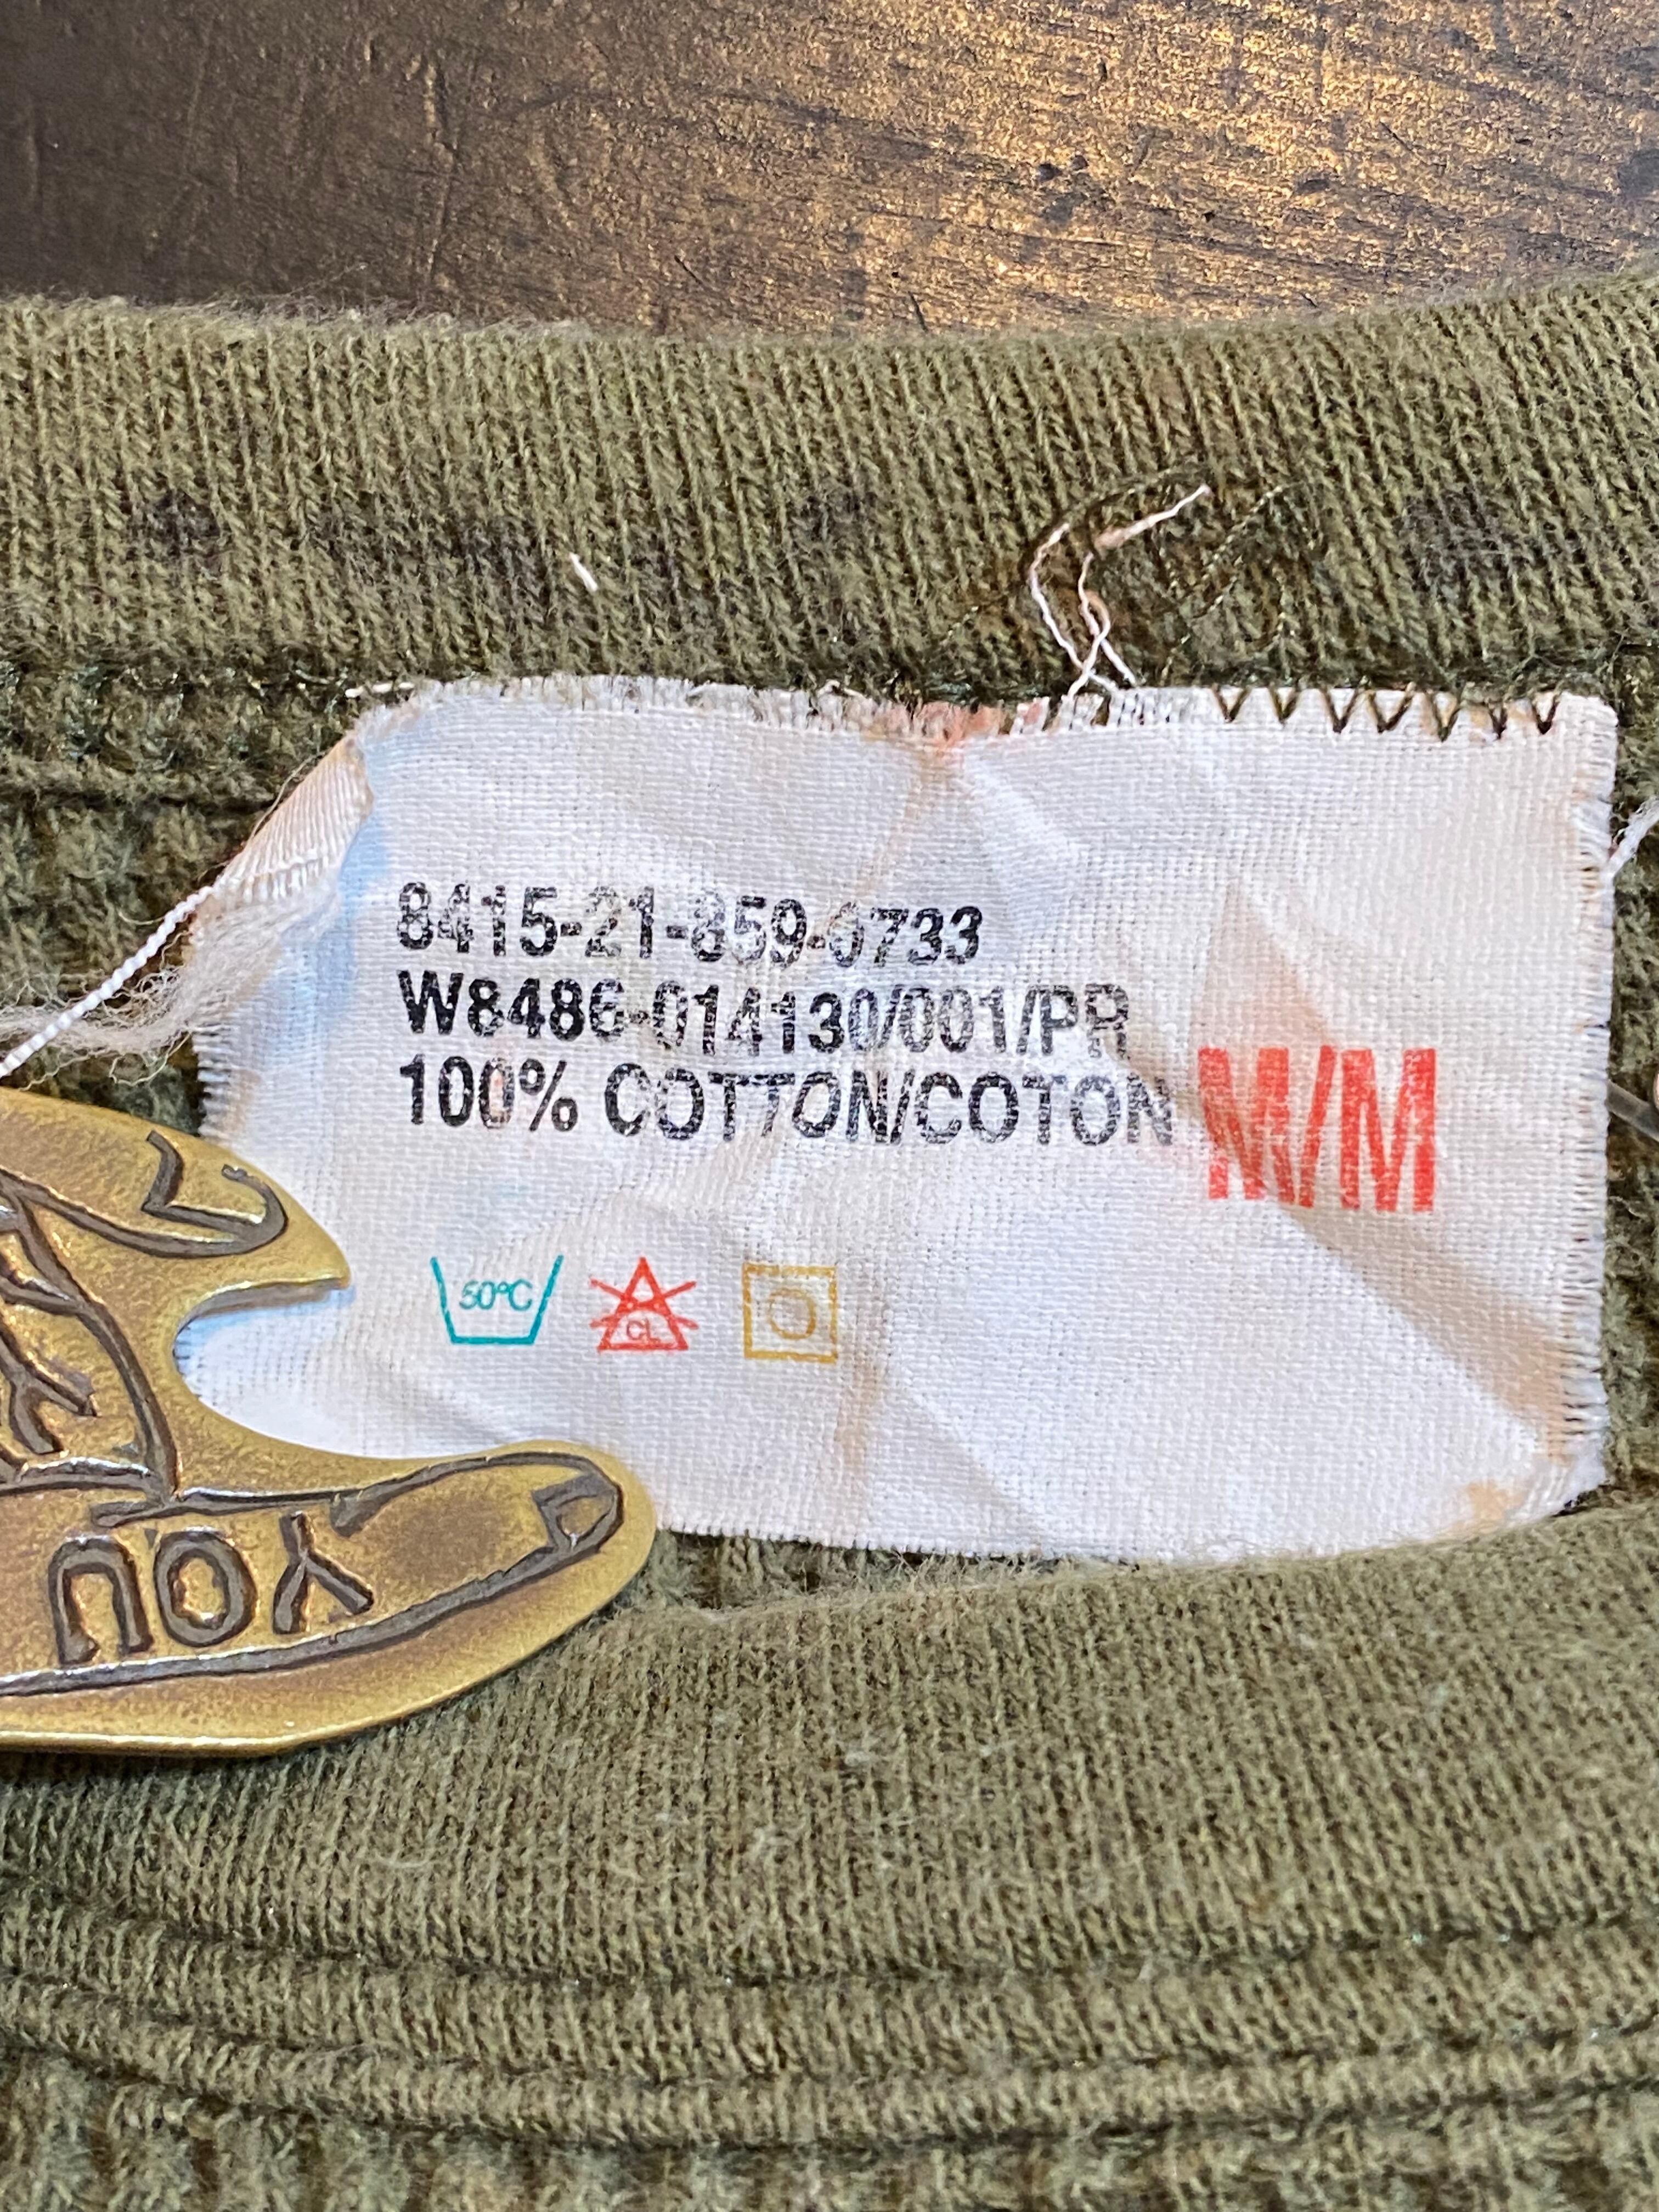 8415-21-859-0733
W8486-014130/001/PR
100% COTTON/COTON
M/M
50°C
CL
YOU